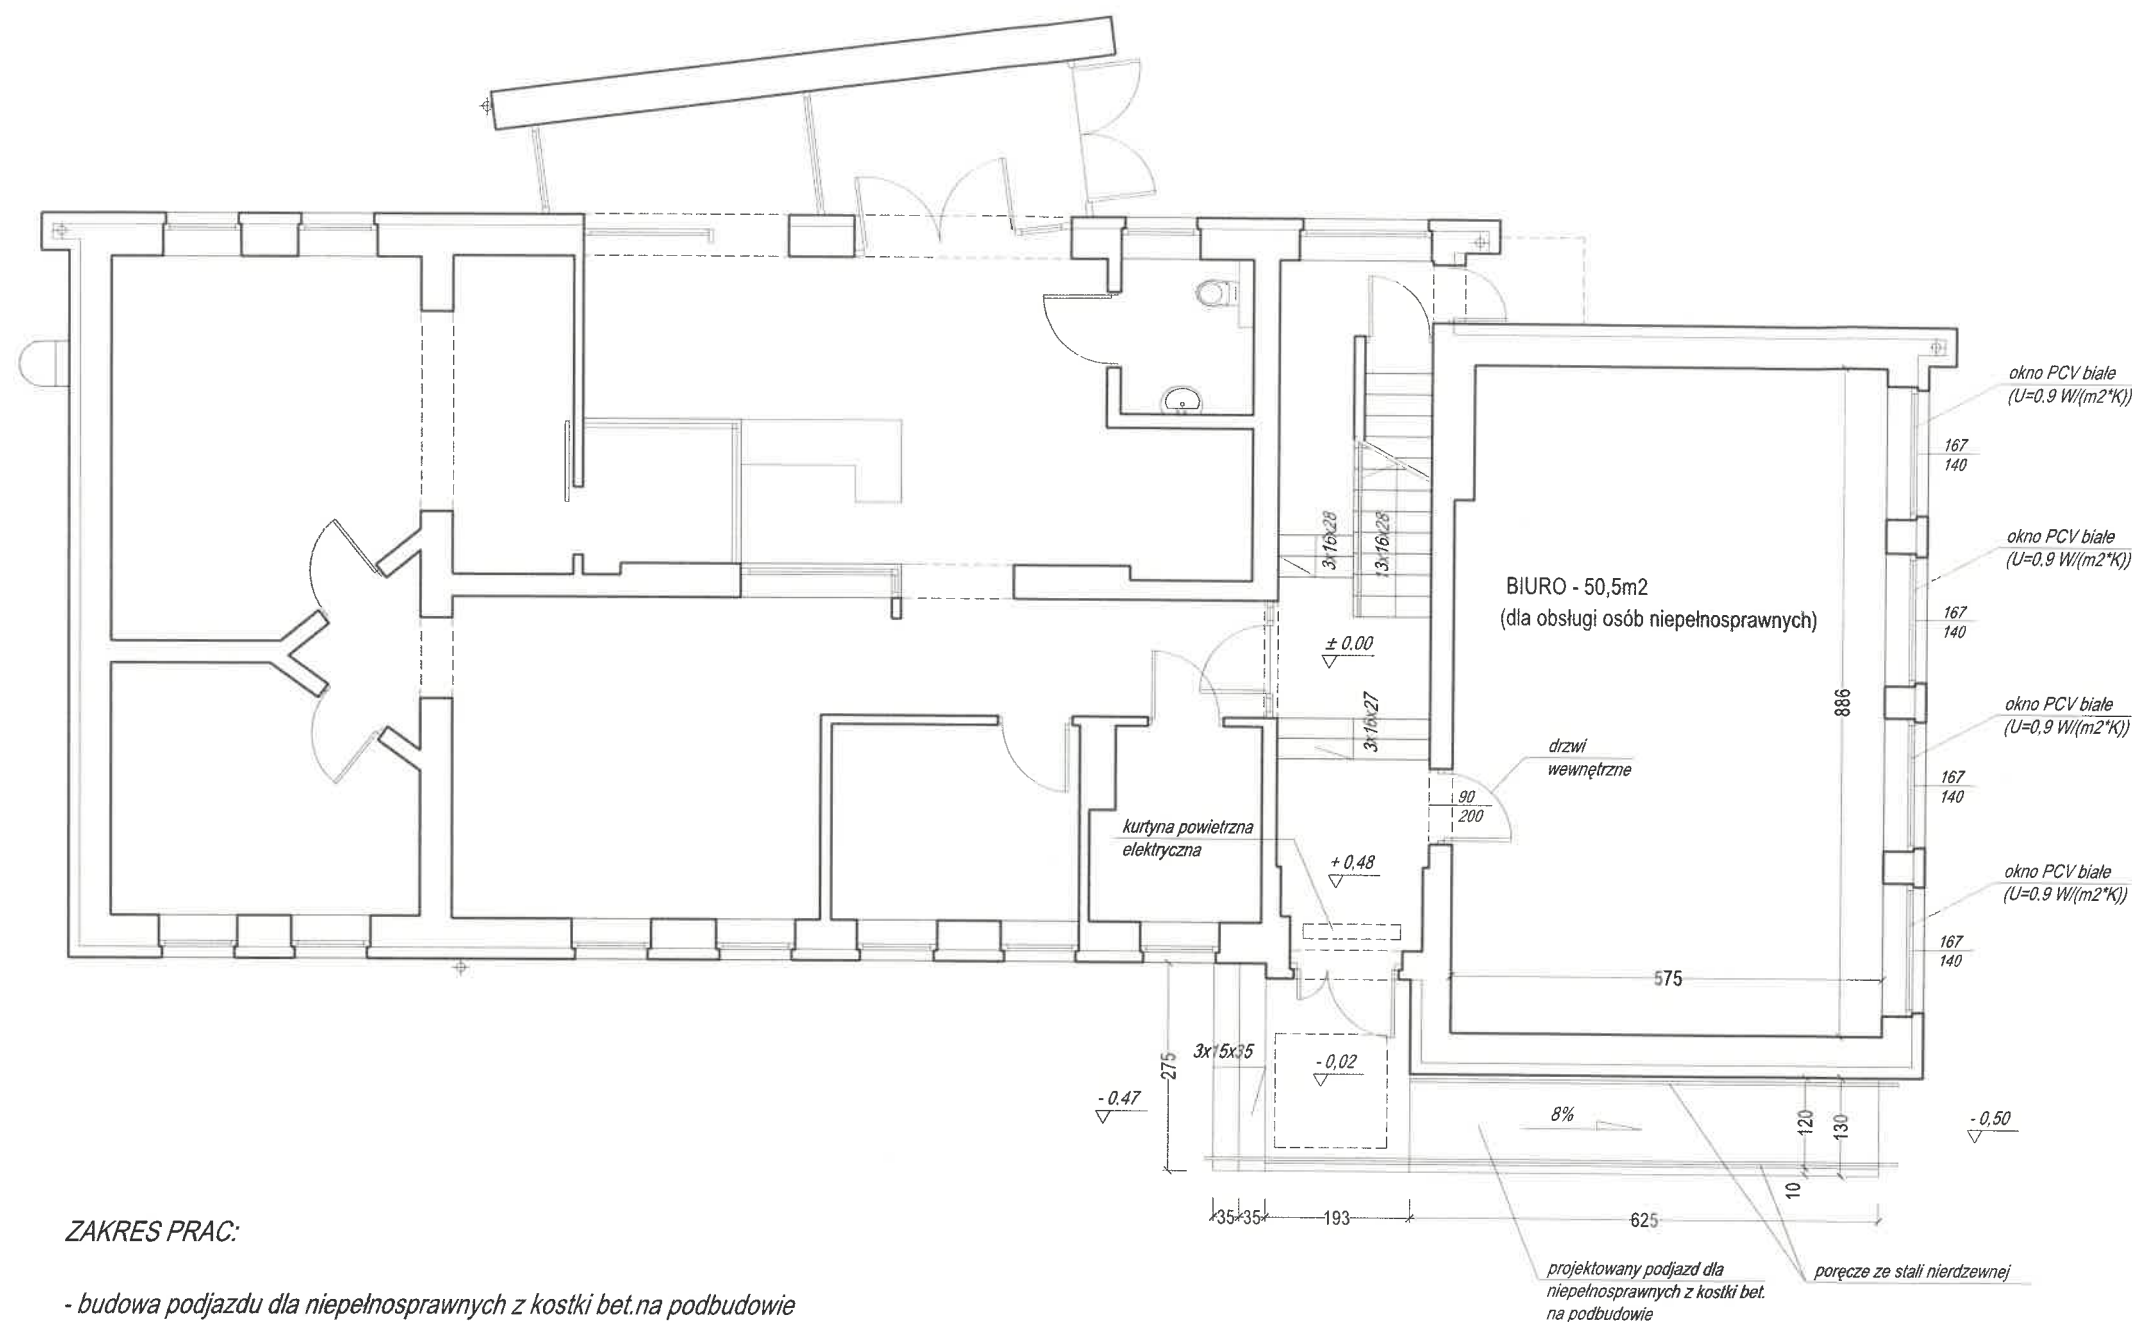 okno PCV białe
(U=0.9 W/(m2*K))
167
140
okno PCV białe
(U=0.9 W/(m2*K))
167
140
okno PCV białe
(U=0,9 W/(m2*K))
167
140
okno PCV białe
(U=0.9 W/(m2*K))
167
140
3x16x28
13x16x28
BIURO - 50,5m2
(dla obsługi osób niepełnosprawnych)
± 0.00
3x16x27
886
drzwi
wewnętrzne
90
200
kurtyna powietrzna
elektryczna
+ 0,48
575
275
3x15x35
- 0,02
- 0.47
8%
120
130
- 0,50
10
35
35
193
625
projektowany podjazd dla
niepełnosprawnych z kostki bet.
na podbudowie
poręcze ze stali nierdzewnej
ZAKRES PRAC:
- budowa podjazdu dla niepełnosprawnych z kostki bet.na podbudowie